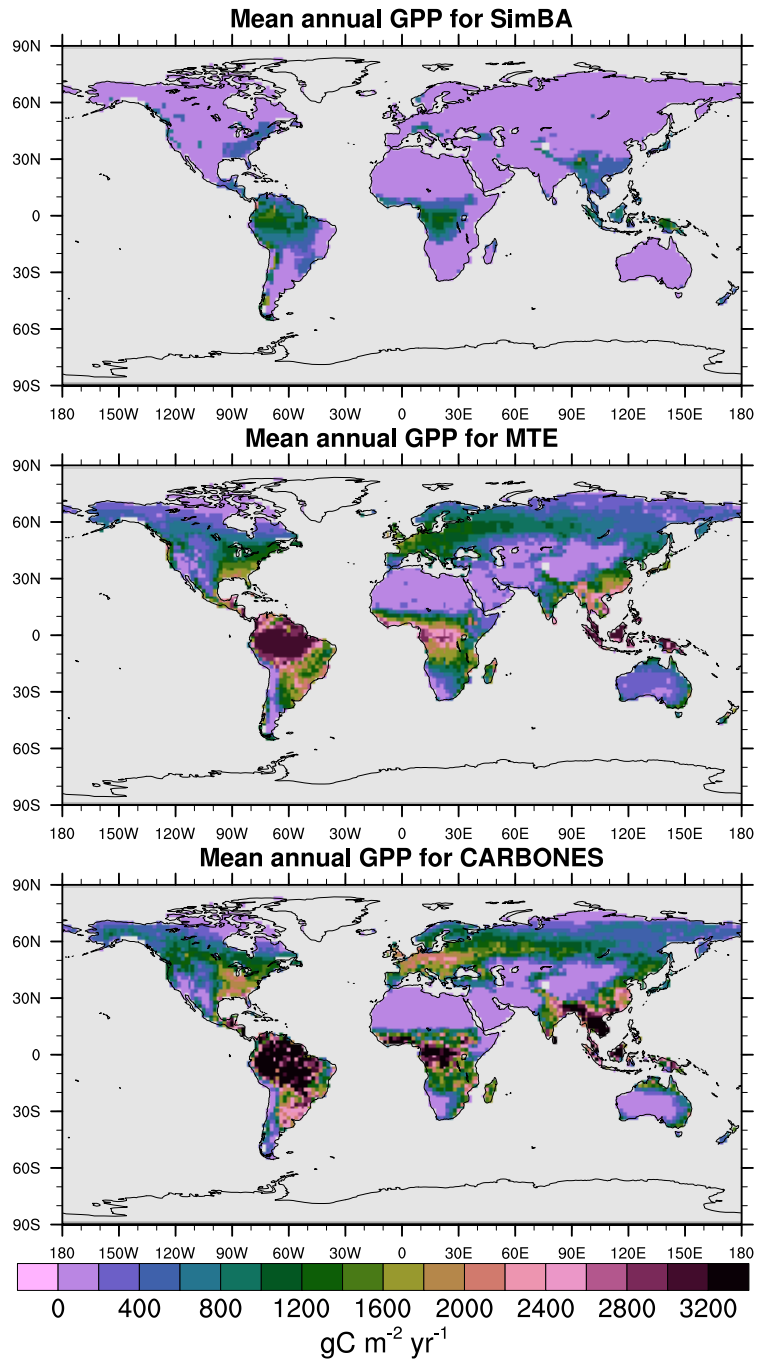 Mean annual GPP for SimBA
90N
60N
30N
0
30S
60S
90S
180 150W 120W 90W 60W 30W 0 30E 60E 90E 120E 150E 180
Mean annual GPP for MTE
90N
60N
30N
0
30S
60S
90S
180 150W 120W 90W 60W 30W 0 30E 60E 90E 120E 150E 180
Mean annual GPP for CARBONES
90N
60N
30N
0
30S
60S
90S
180 150W 120W 90W 60W 30W 0 30E 60E 90E 120E 150E 180
0 400 800 1200 1600 2000 2400 2800 3200
gC m⁻² yr⁻¹